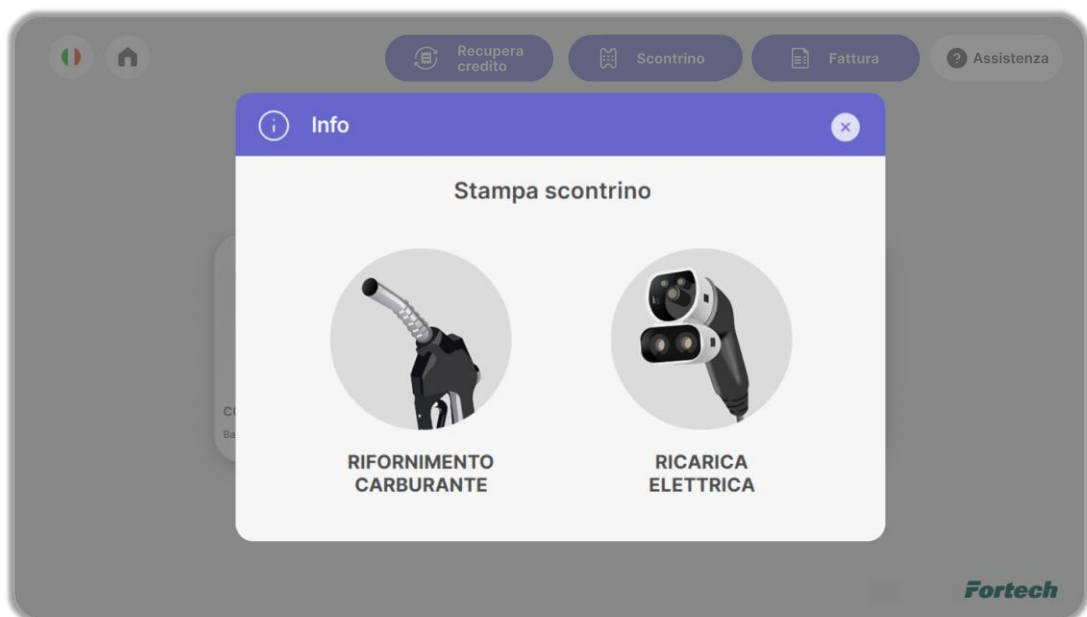 Recupera
credito
Scontrino
Fattura
? Assistenza
i Info
Stampa scontrino
RIFORNIMENTO
CARBURANTE
RICARICA
ELETTRICA
Fortech